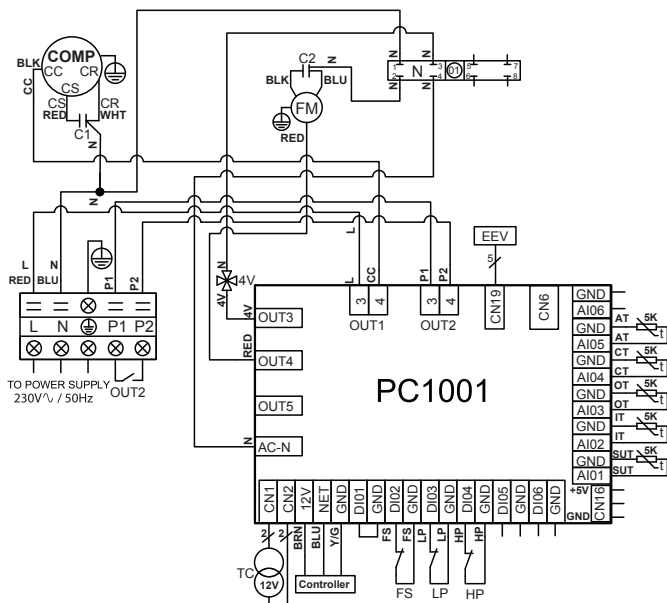 COMP
BLK
CC
CR
CC
CS
CS
CR
RED
WHT
C1
N
C2
N
BLK
BLU
FM
RED
N
N
1
3
5
7
N
01
2
4
6
8
N
N
N
L
N
RED
BLU
P1
P2
L
N
P1
P2
TO POWER SUPPLY
230V / 50Hz
OUT2
N
4V
4V
L
CC
P1
P2
EEV
5
3
4
3
4
CN19
CN6
OUT1
OUT2
4V
OUT3
RED
OUT4
OUT5
N
AC-N
PC1001
GND
AI06
GND
AT
5K
t
AI05
AT
GND
CT
5K
t
AI04
CT
GND
OT
5K
t
AI03
OT
GND
IT
5K
t
AI02
IT
GND
SUT
5K
t
AI01
SUT
+5V
CN16
GND
CN1
CN2
12V
NET
GND
DI01
GND
DI02
GND
DI03
GND
DI04
GND
DI05
GND
DI06
GND
2
2
BRN
BLU
Y/G
FS
FS
LP
LP
HP
HP
TC
12V
Controller
FS
LP
HP